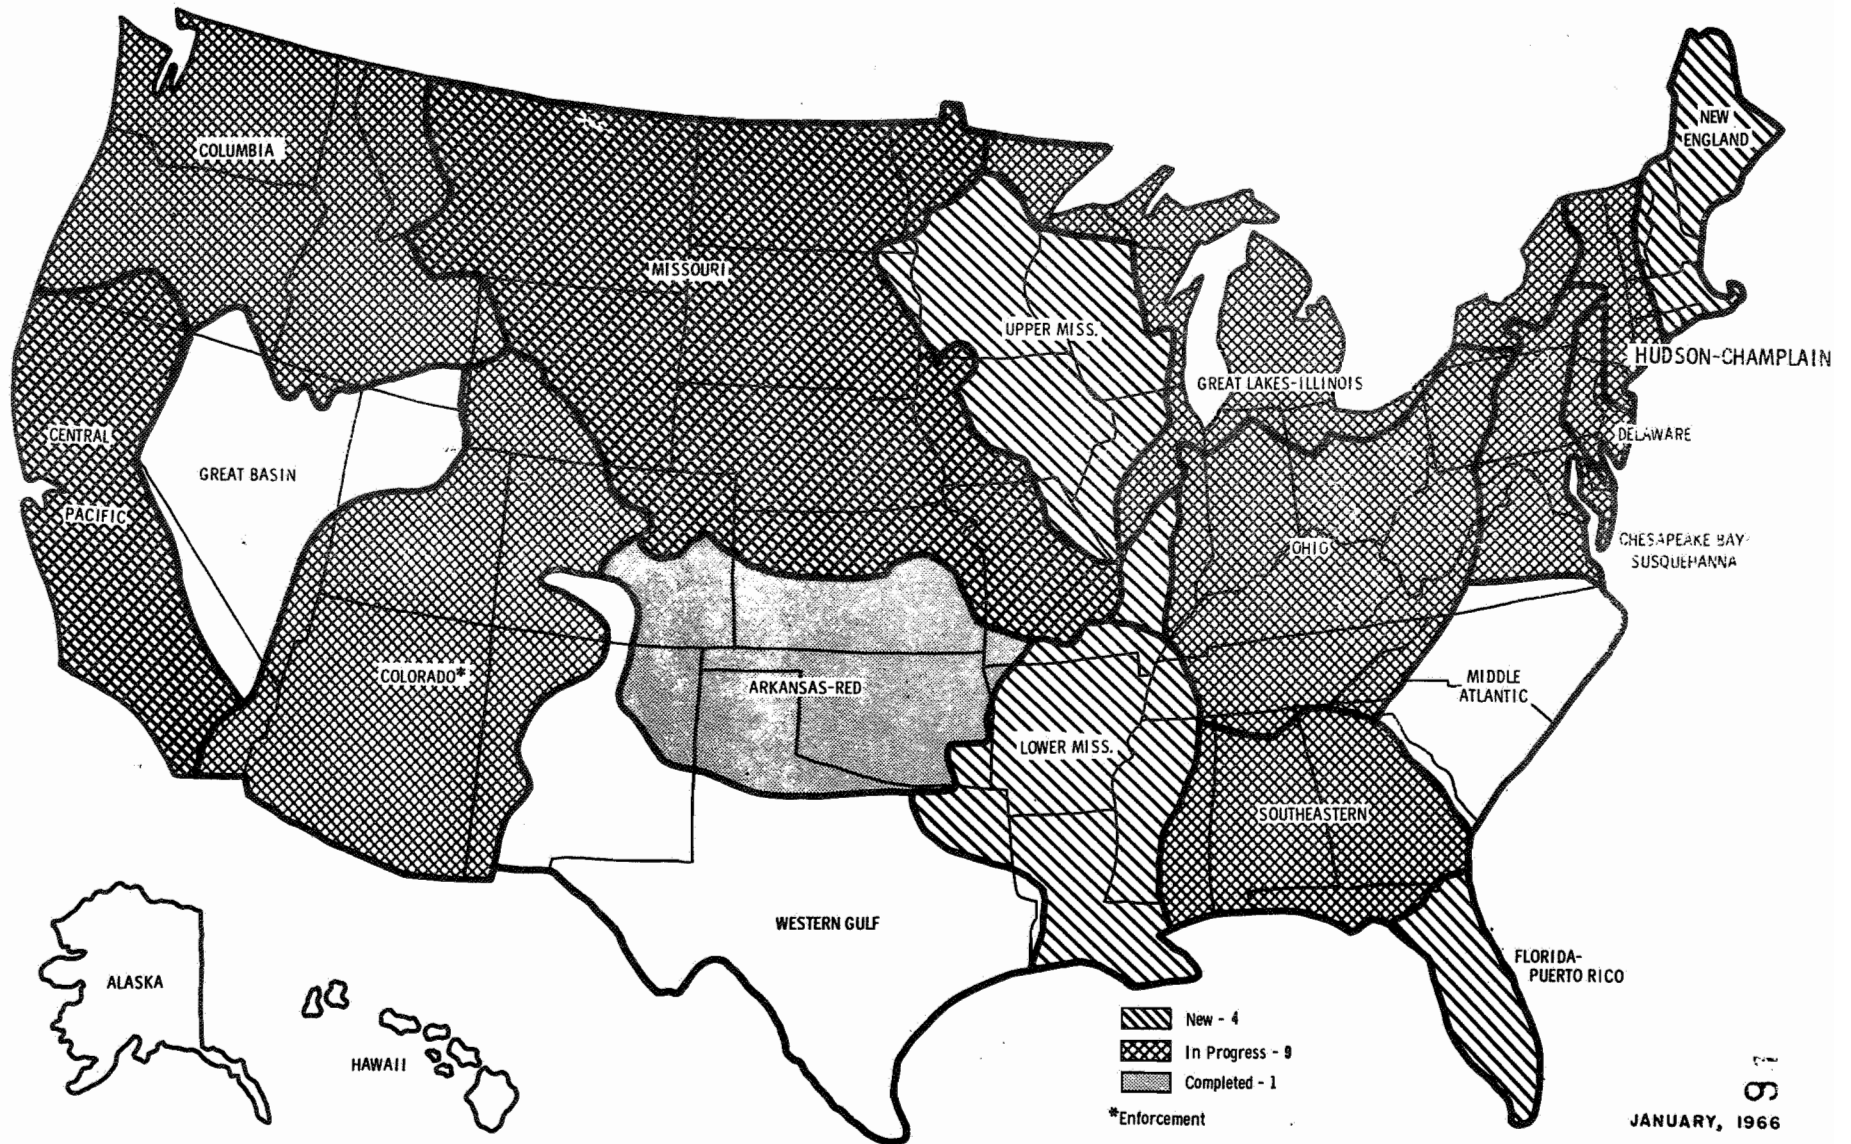 COLUMBIA
NEW
ENGLAND
MISSOURI
UPPER MISS.
HUDSON-CHAMPLAIN
GREAT LAKES-ILLINOIS
CENTRAL
PACIFIC
GREAT BASIN
DELAWARE
OHIO
CHESAPEAKE BAY-
SUSQUEHANNA
COLORADO*
ARKANSAS-RED
MIDDLE
ATLANTIC
LOWER MISS.
SOUTHEASTERN
WESTERN GULF
FLORIDA-
PUERTO RICO
ALASKA
HAWAII
New - 4
In Progress - 9
Completed - 1
*Enforcement
JANUARY, 1966